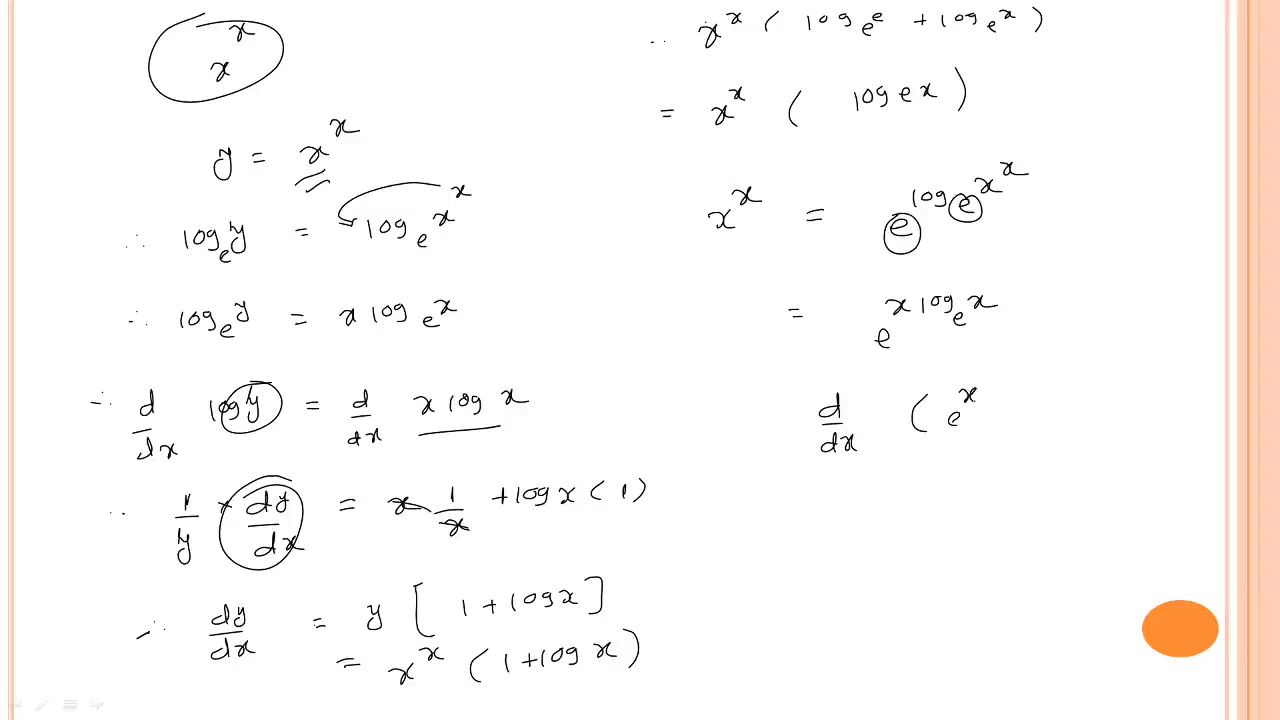 x^x
y = x^x
∴ log_e y = log_e x^x
∴ log_e y = x log_e x
∴ d/dx log y = d/dx x log x
∴ 1/y × dy/dx = x 1/x + log x (1)
∴ dy/dx = y [1 + log x]
= x^x (1 + log x)
∴ x^x (log_e e + log_e x)
= x^x (log ex)
x^x = e^(log_e x^x)
= e^(x log_e x)
d/dx (e^x